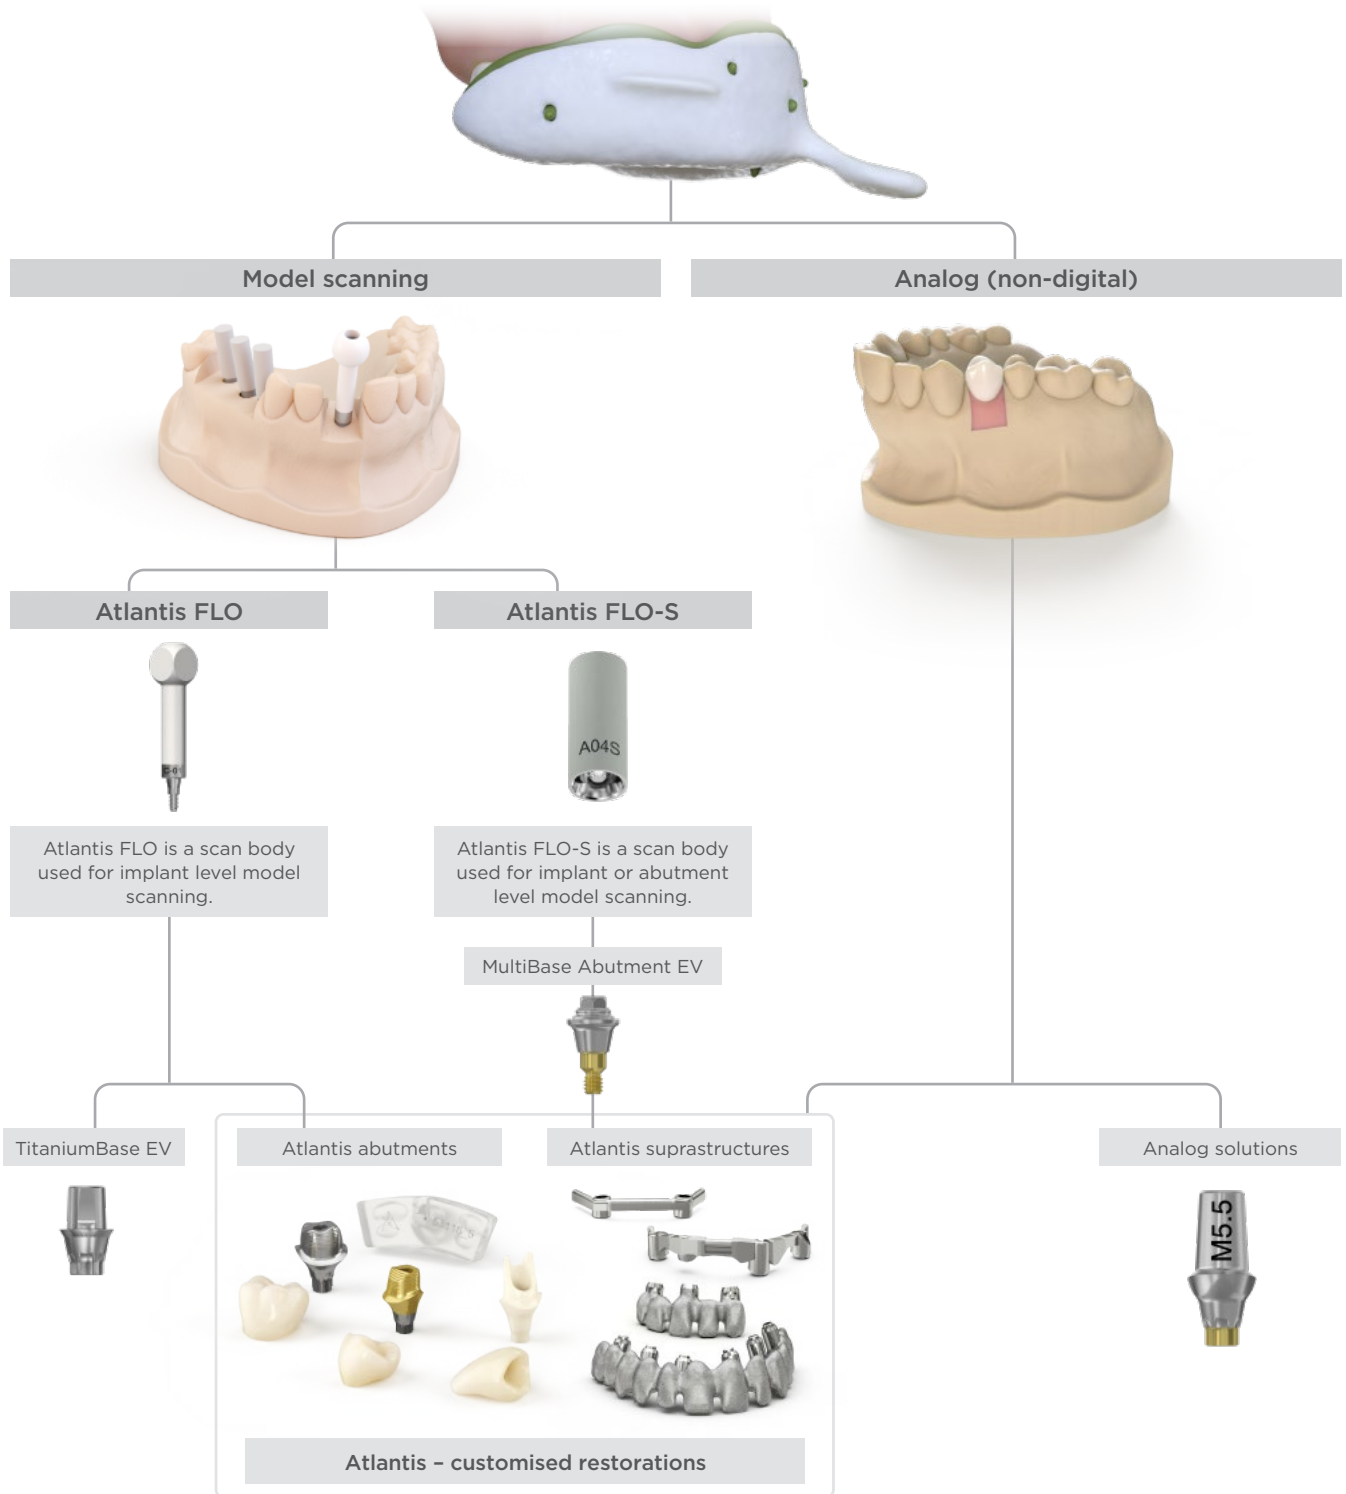 Model scanning
Analog (non-digital)
Atlantis FLO
Atlantis FLO-S
A04S
Atlantis FLO is a scan body
used for implant level model
scanning.
Atlantis FLO-S is a scan body
used for implant or abutment
level model scanning.
MultiBase Abutment EV
TitaniumBase EV
Atlantis abutments
Atlantis suprastructures
Analog solutions
M5.5
Atlantis – customised restorations